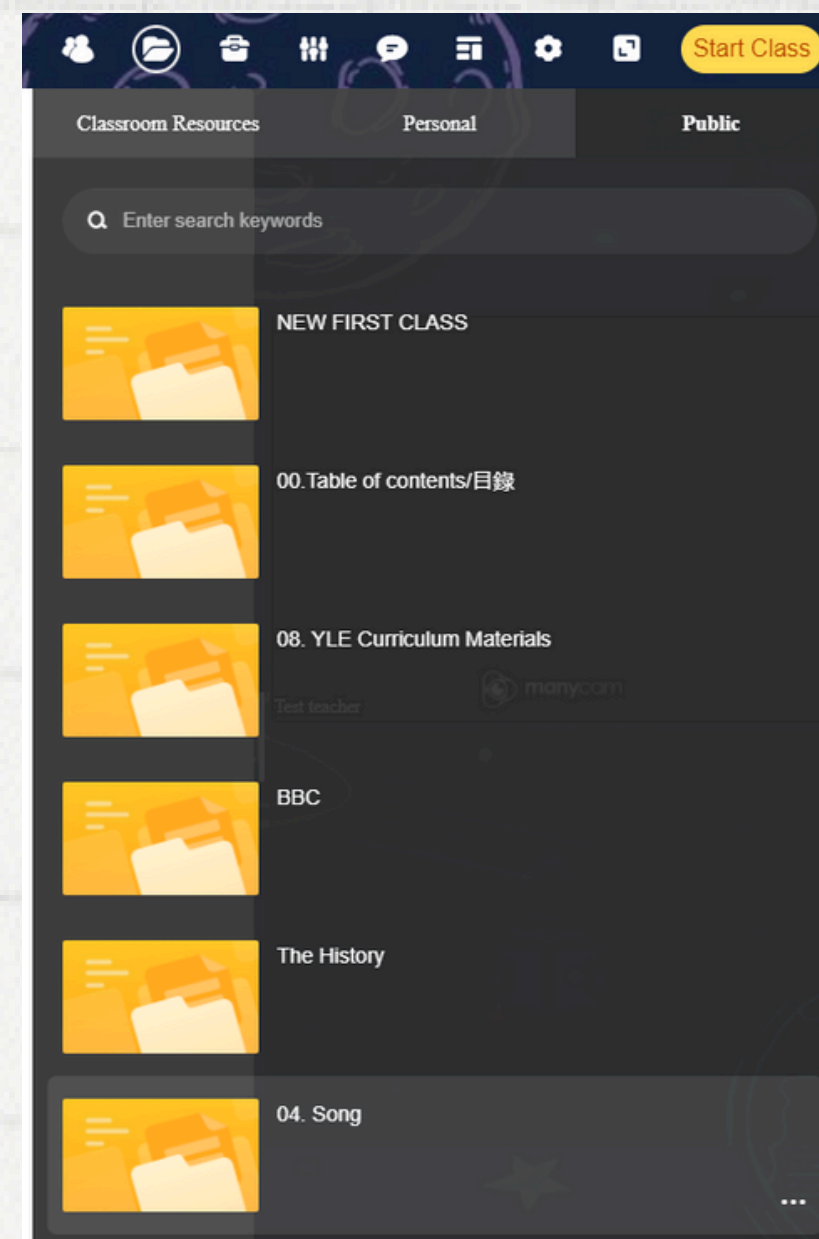 Start Class
Classroom Resources
Personal
Public
Enter search keywords
NEW FIRST CLASS
00.Table of contents/目錄
08. YLE Curriculum Materials
manycam
Test teacher
BBC
The History
04. Song